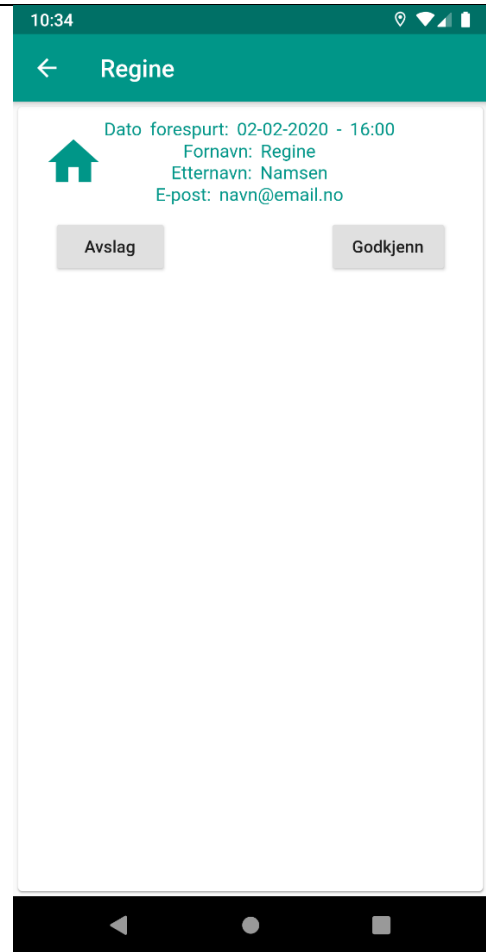 10:34
Regine
Dato forespurt: 02-02-2020 - 16:00
Fornavn: Regine
Etternavn: Namsen
E-post: navn@email.no
Avslag
Godkjenn